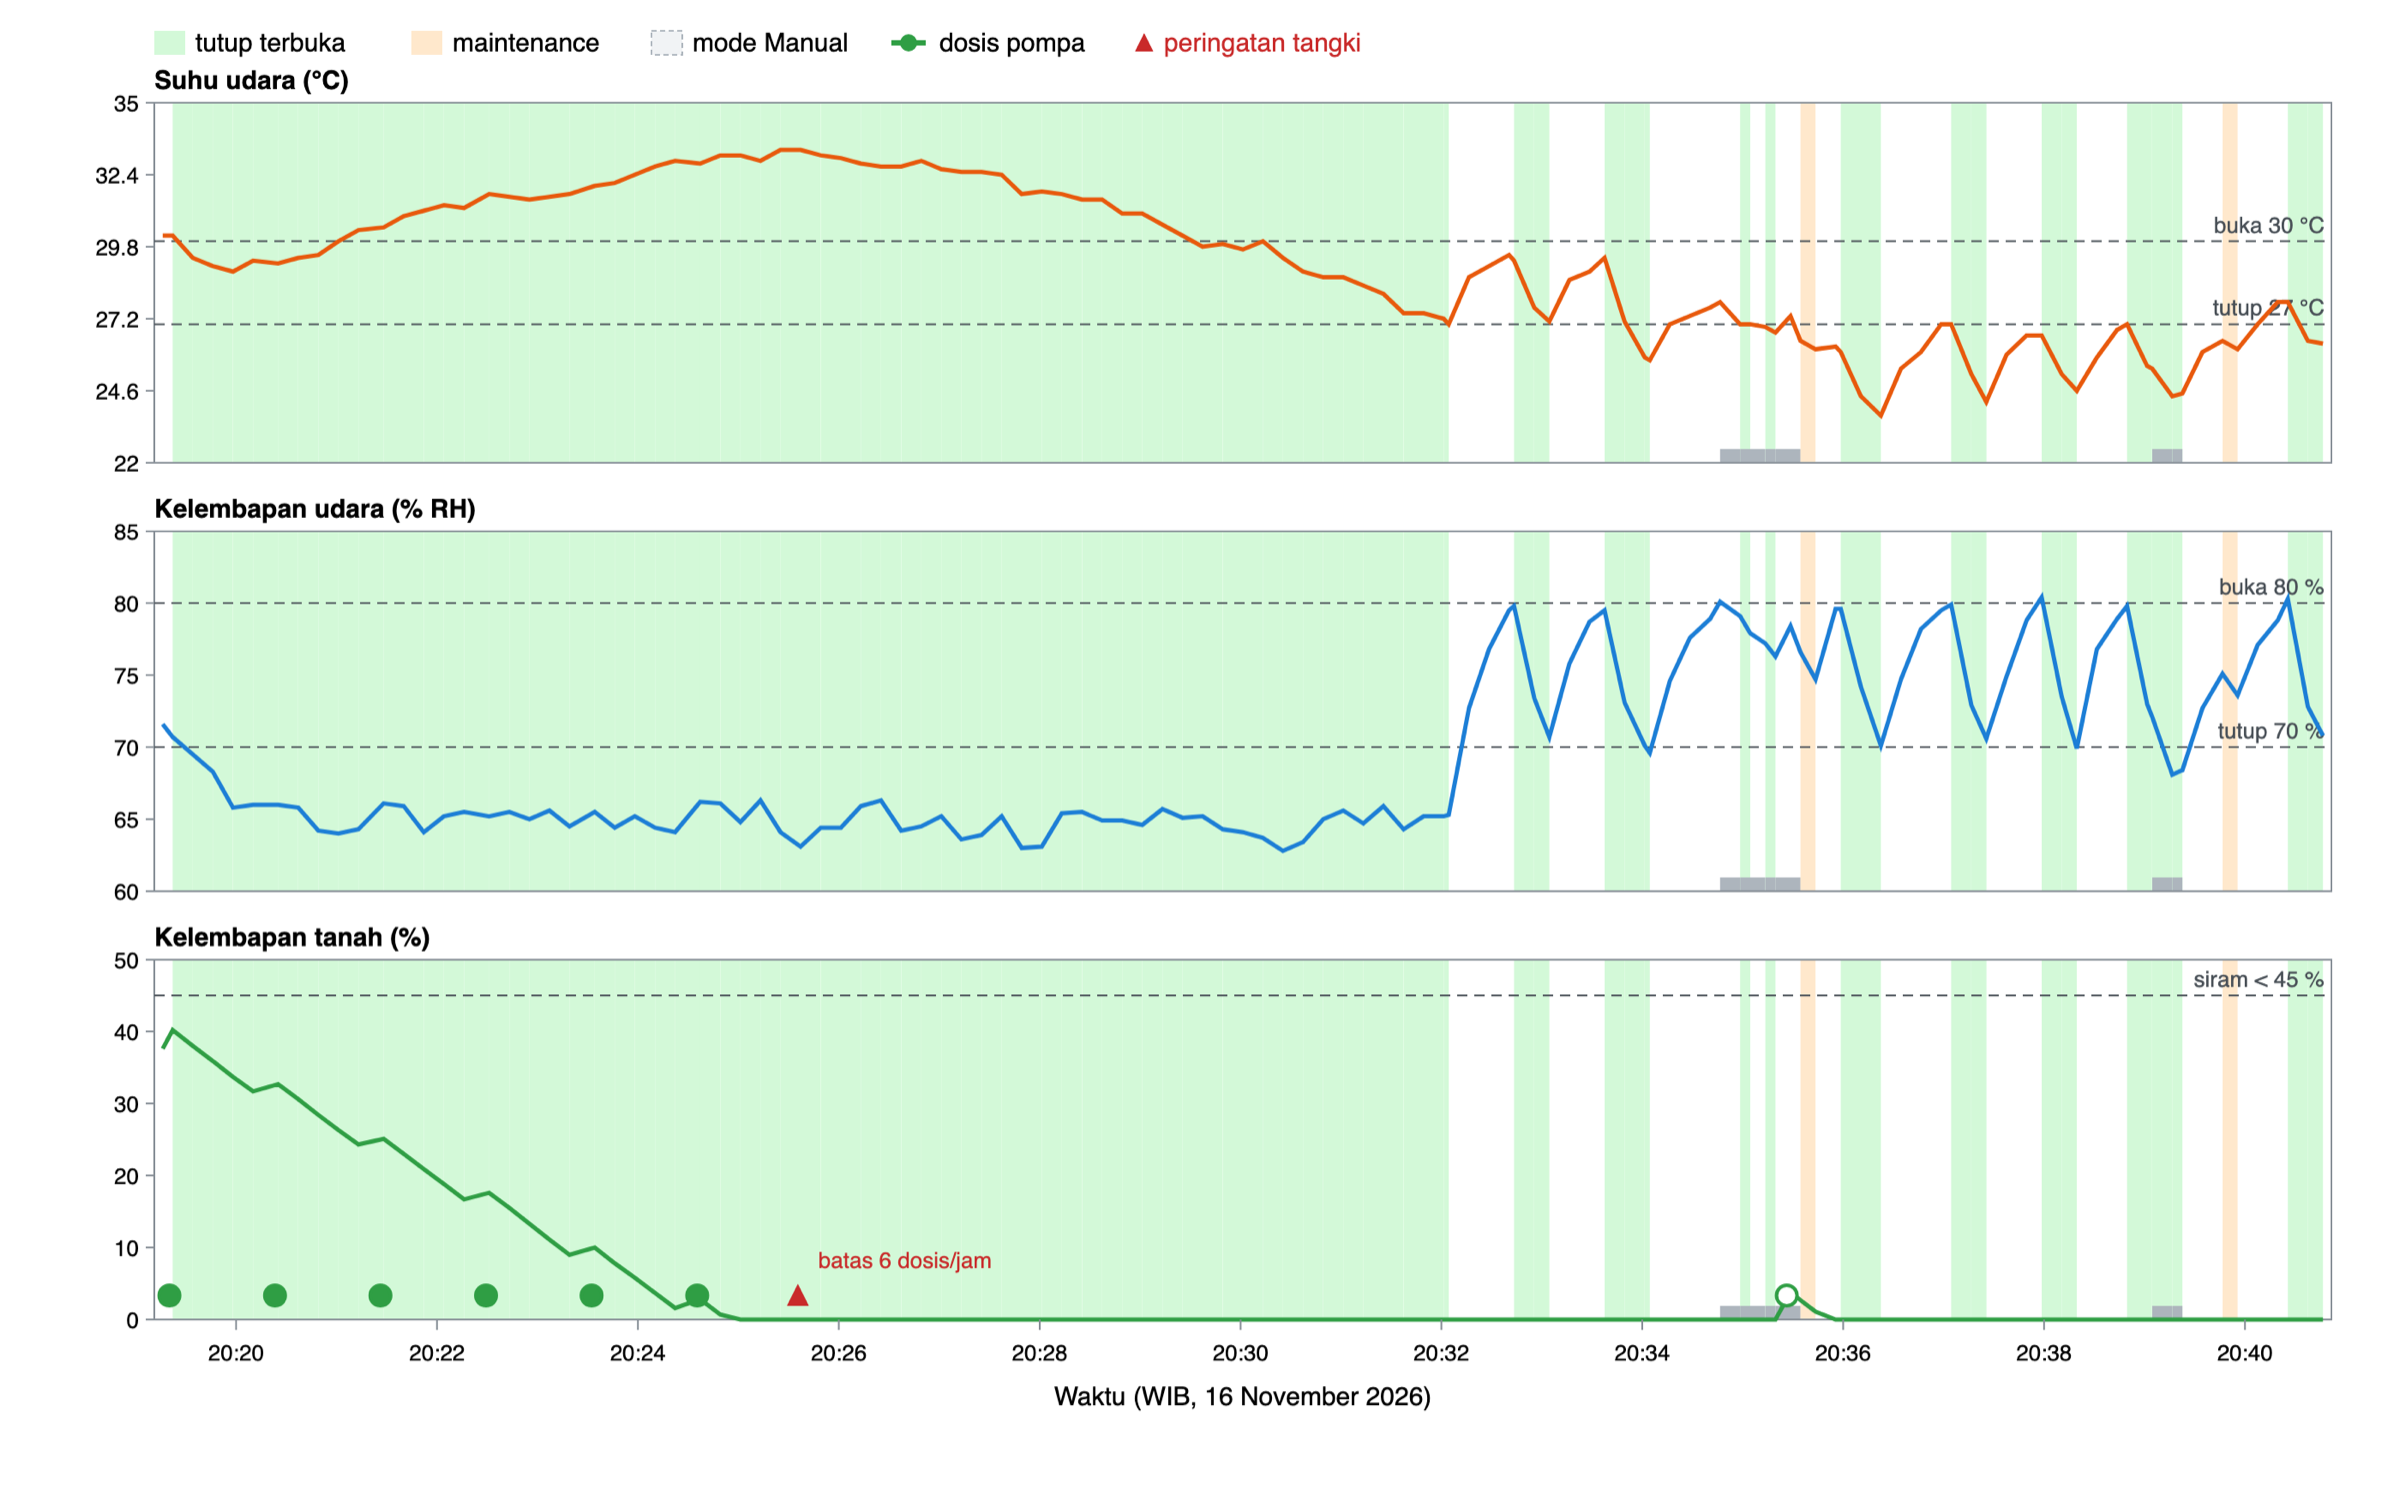 tutup terbuka maintenance mode Manual dosis pompa peringatan tangki
Suhu udara (°C)
35
32.4
29.8
27.2
24.6
22
buka 30 °C
tutup 27 °C
Kelembapan udara (% RH)
85
80
75
70
65
60
buka 80 %
tutup 70 %
Kelembapan tanah (%)
50
40
30
20
10
0
siram < 45 %
batas 6 dosis/jam
20:20 20:22 20:24 20:26 20:28 20:30 20:32 20:34 20:36 20:38 20:40
Waktu (WIB, 16 November 2026)